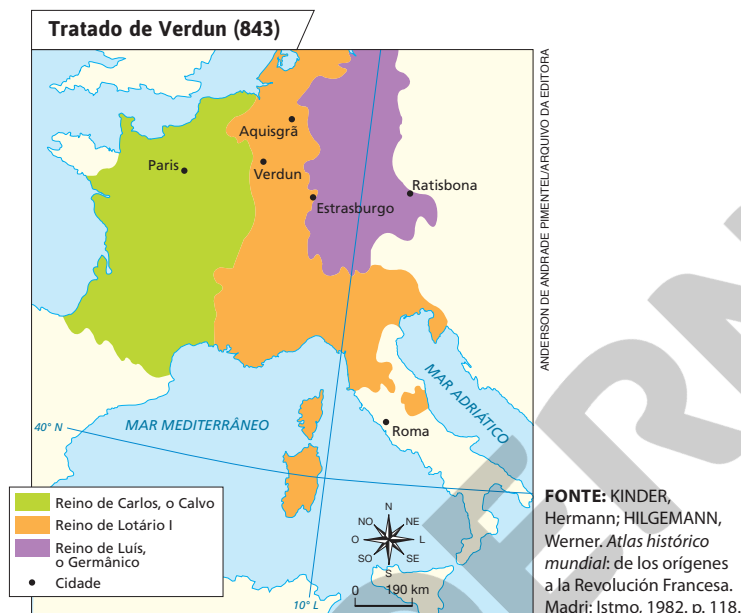 Tratado de Verdun (843)
Aquisgrã
Paris
Verdun
Ratisbona
Estrasburgo
MAR ADRIÁTICO
MAR MEDITERRÂNEO
40° N
Roma
Reino de Carlos, o Calvo
Reino de Lotário I
Reino de Luís,
o Germânico
Cidade
N
NO NE
O L
SO SE
S
0 190 km
10° L
ANDERSON DE ANDRADE PIMENTEL/ARQUIVO DA EDITORA
FONTE: KINDER,
Hermann; HILGEMANN,
Werner. Atlas histórico
mundial: de los orígenes
a la Revolución Francesa.
Madri: Istmo, 1982. p. 118